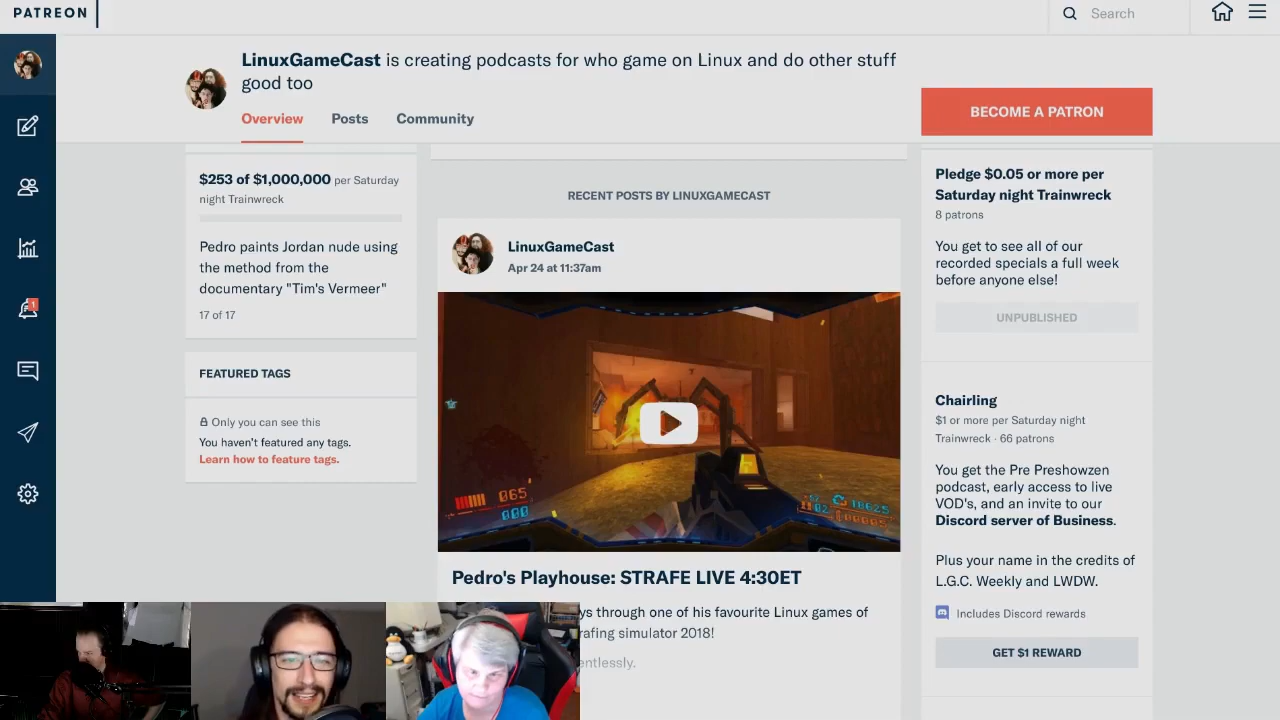 PATREON
Search
LinuxGameCast is creating podcasts for who game on Linux and do other stuff
good too
Overview Posts Community
BECOME A PATRON
$253 of $1,000,000 per Saturday
night Trainwreck
Pedro paints Jordan nude using
the method from the
documentary "Tim's Vermeer"
17 of 17
FEATURED TAGS
Only you can see this
You haven't featured any tags.
Learn how to feature tags.
1
RECENT POSTS BY LINUXGAMECAST
LinuxGameCast
Apr 24 at 11:37am
065
000
Pedro's Playhouse: STRAFE LIVE 4:30ET
ys through one of his favourite Linux games of
rafing simulator 2018!
entlessly.
Pledge $0.05 or more per
Saturday night Trainwreck
8 patrons
You get to see all of our
recorded specials a full week
before anyone else!
UNPUBLISHED
Chairling
$1 or more per Saturday night
Trainwreck · 66 patrons
You get the Pre Preshowzen
podcast, early access to live
VOD's, and an invite to our
Discord server of Business.
Plus your name in the credits of
L.G.C. Weekly and LWDW.
Includes Discord rewards
GET $1 REWARD